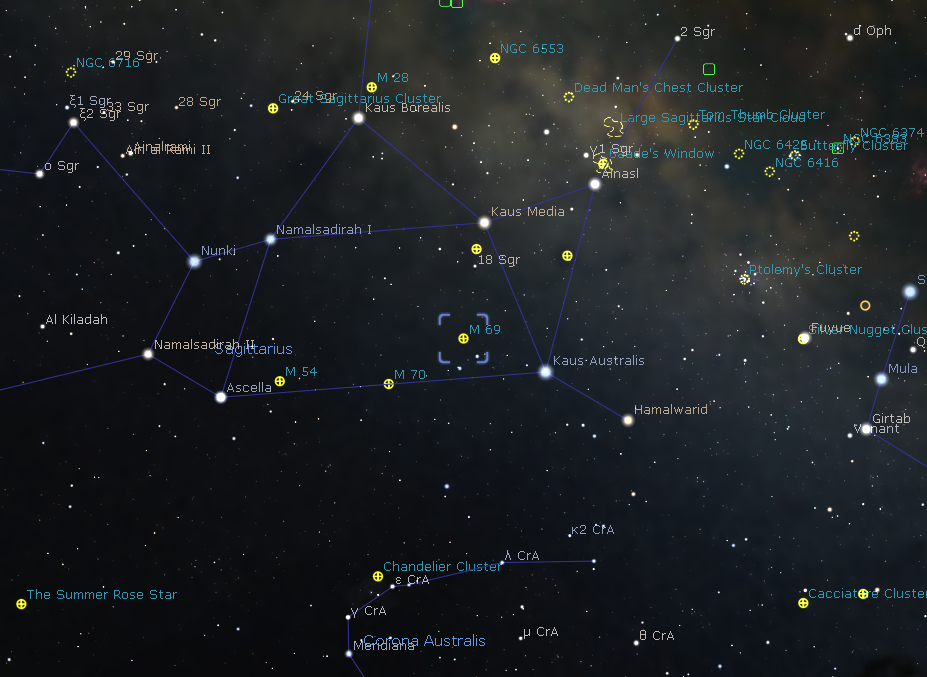 2 Sgr
d Oph
NGC 6553
29 Sgr
NGC 6716
M 28
Dead Man's Chest Cluster
24 Sgr
Great Sagittarius Cluster
ξ1 Sgr
33 Sgr
28 Sgr
ξ2 Sgr
Kaus Borealis
Large Sagittarius Star Cloud
Tom Thumb Cluster
NGC 6374
NGC 6425
Butterfly Cluster
Ainalrami
Ain al Rami II
γ1 Sgr
Baade's Window
NGC 6416
ο Sgr
Alnasl
Kaus Media
Namalsadirah I
Nunki
18 Sgr
Ptolemy's Cluster
Al Kiladah
M 69
Fuyue
Silver Nugget Clus
Q
Namalsadirah II
Sagittarius
Kaus Australis
M 54
M 70
Mula
Ascella
Hamalwarid
Girtab
κ2 CrA
λ CrA
Chandelier Cluster
ε CrA
The Summer Rose Star
Cacciatore Cluster
γ CrA
μ CrA
θ CrA
Corona Australis
Meridiana